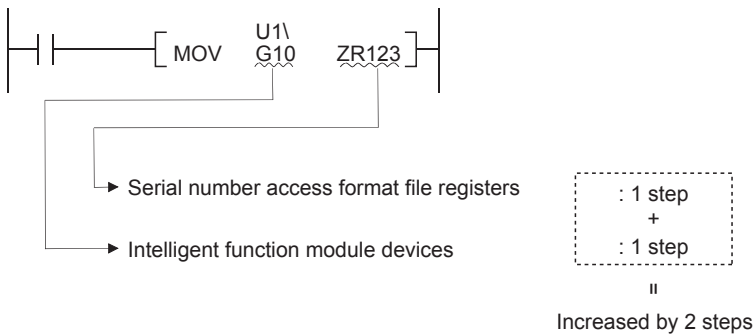 U1\
MOV G10 ZR123
Serial number access format file registers
: 1 step
+
Intelligent function module devices
: 1 step
=
Increased by 2 steps